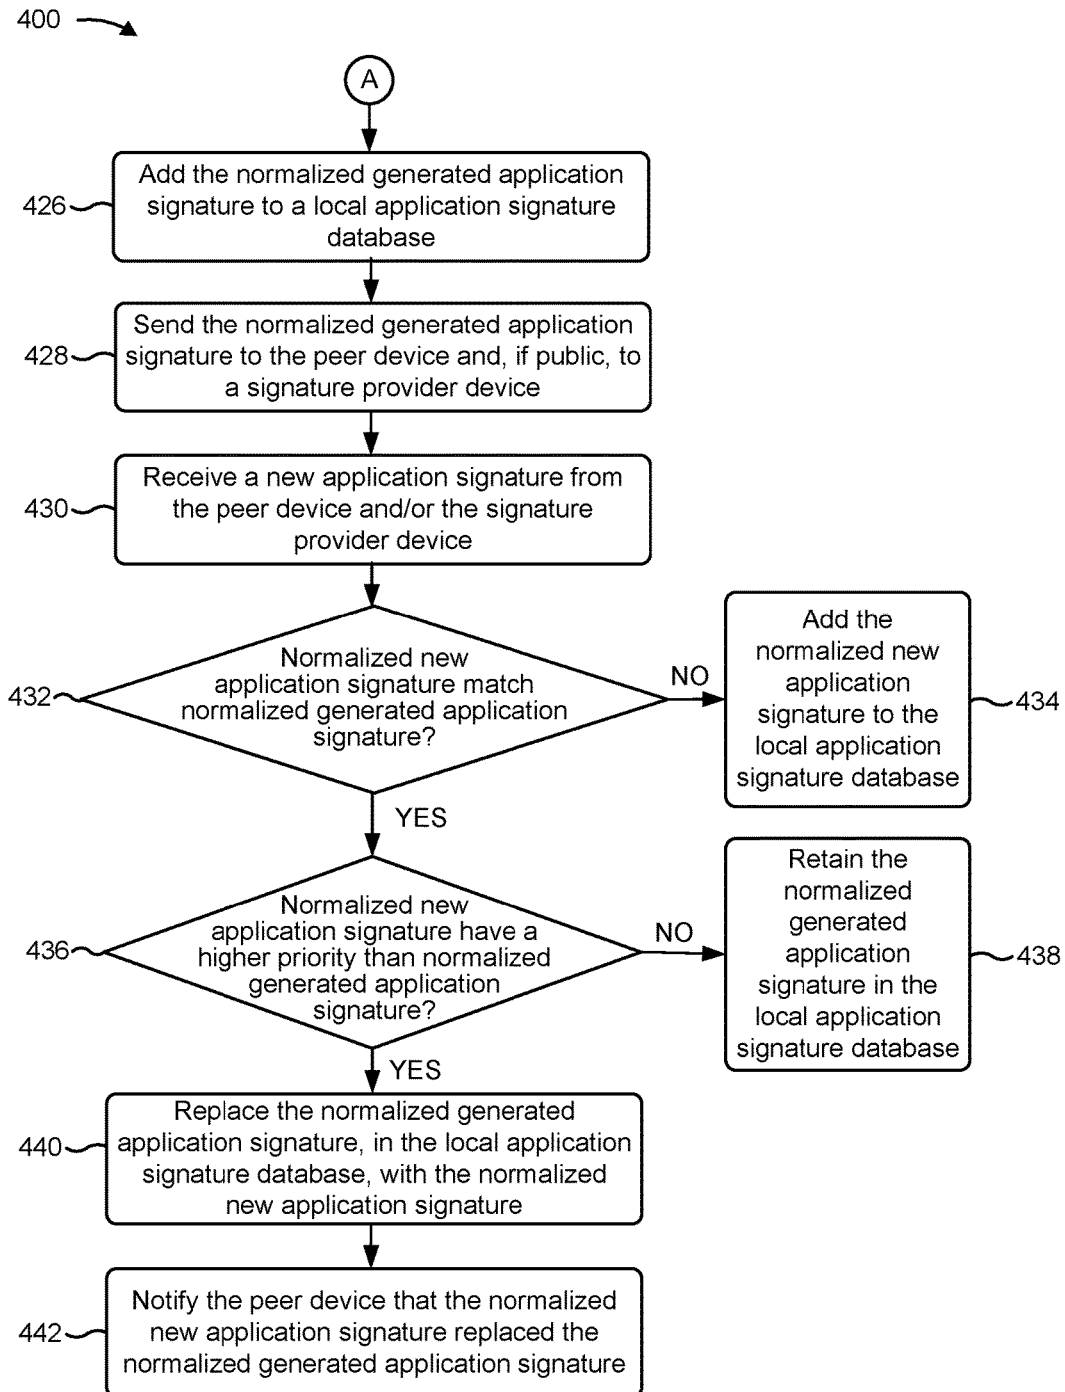 400
A
Add the normalized generated application
signature to a local application signature
database
426
Send the normalized generated application
signature to the peer device and, if public, to
a signature provider device
428
Receive a new application signature from
the peer device and/or the signature
provider device
430
Normalized new
application signature match
normalized generated application
signature?
432
NO
Add the
normalized new
application
signature to the
local application
signature database
434
YES
Normalized new
application signature have a
higher priority than normalized
generated application
signature?
436
NO
Retain the
normalized
generated
application
signature in the
local application
signature database
438
YES
Replace the normalized generated
application signature, in the local application
signature database, with the normalized
new application signature
440
Notify the peer device that the normalized
new application signature replaced the
normalized generated application signature
442